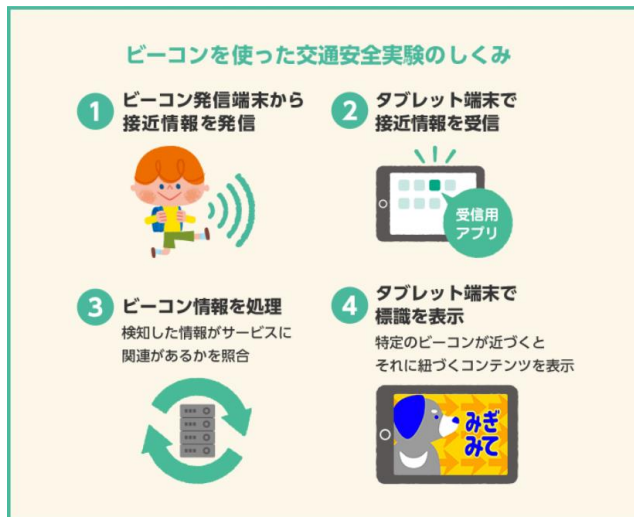 ビーコンを使った交通安全実験のしくみ
1
ビーコン発信端末から
接近情報を発信
2
タブレット端末で
接近情報を受信
受信用
アプリ
3
ビーコン情報を処理
検知した情報がサービスに
関連があるかを照合
4
タブレット端末で
標識を表示
特定のビーコンが近づくと
それに紐づくコンテンツを表示
みぎ
みて